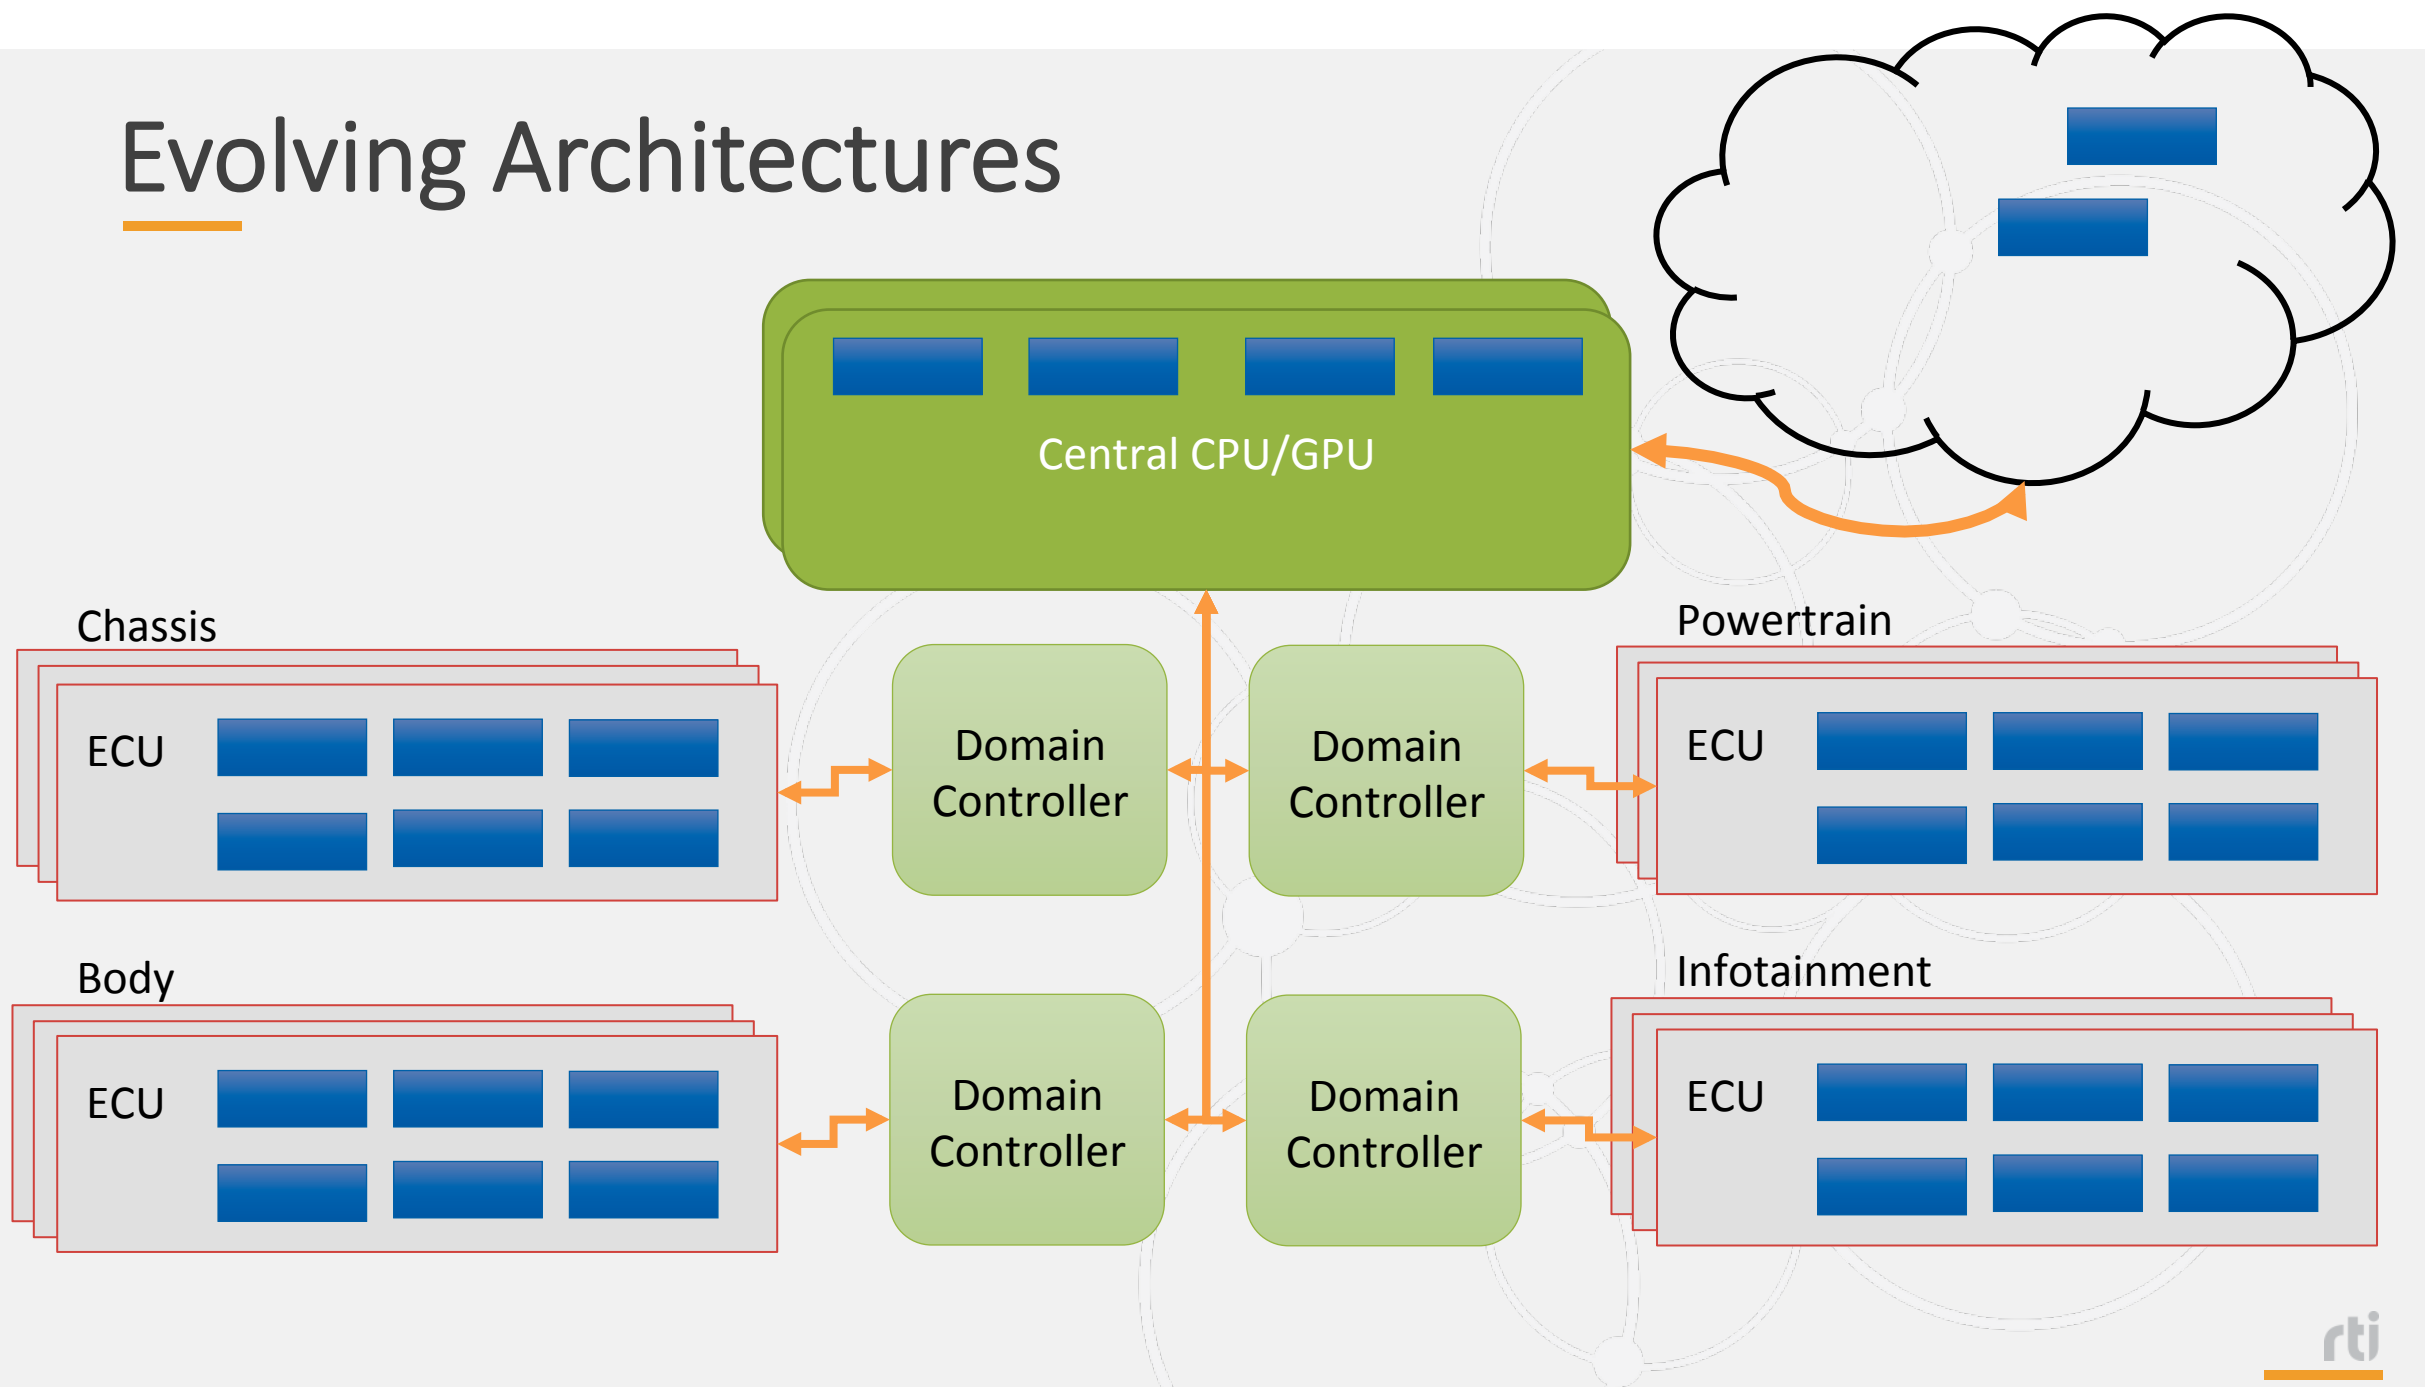 Evolving Architectures
Central CPU/GPU
Chassis
ECU
Domain
Controller
Domain
Controller
Powertrain
ECU
Body
ECU
Domain
Controller
Domain
Controller
Infotainment
ECU
rti